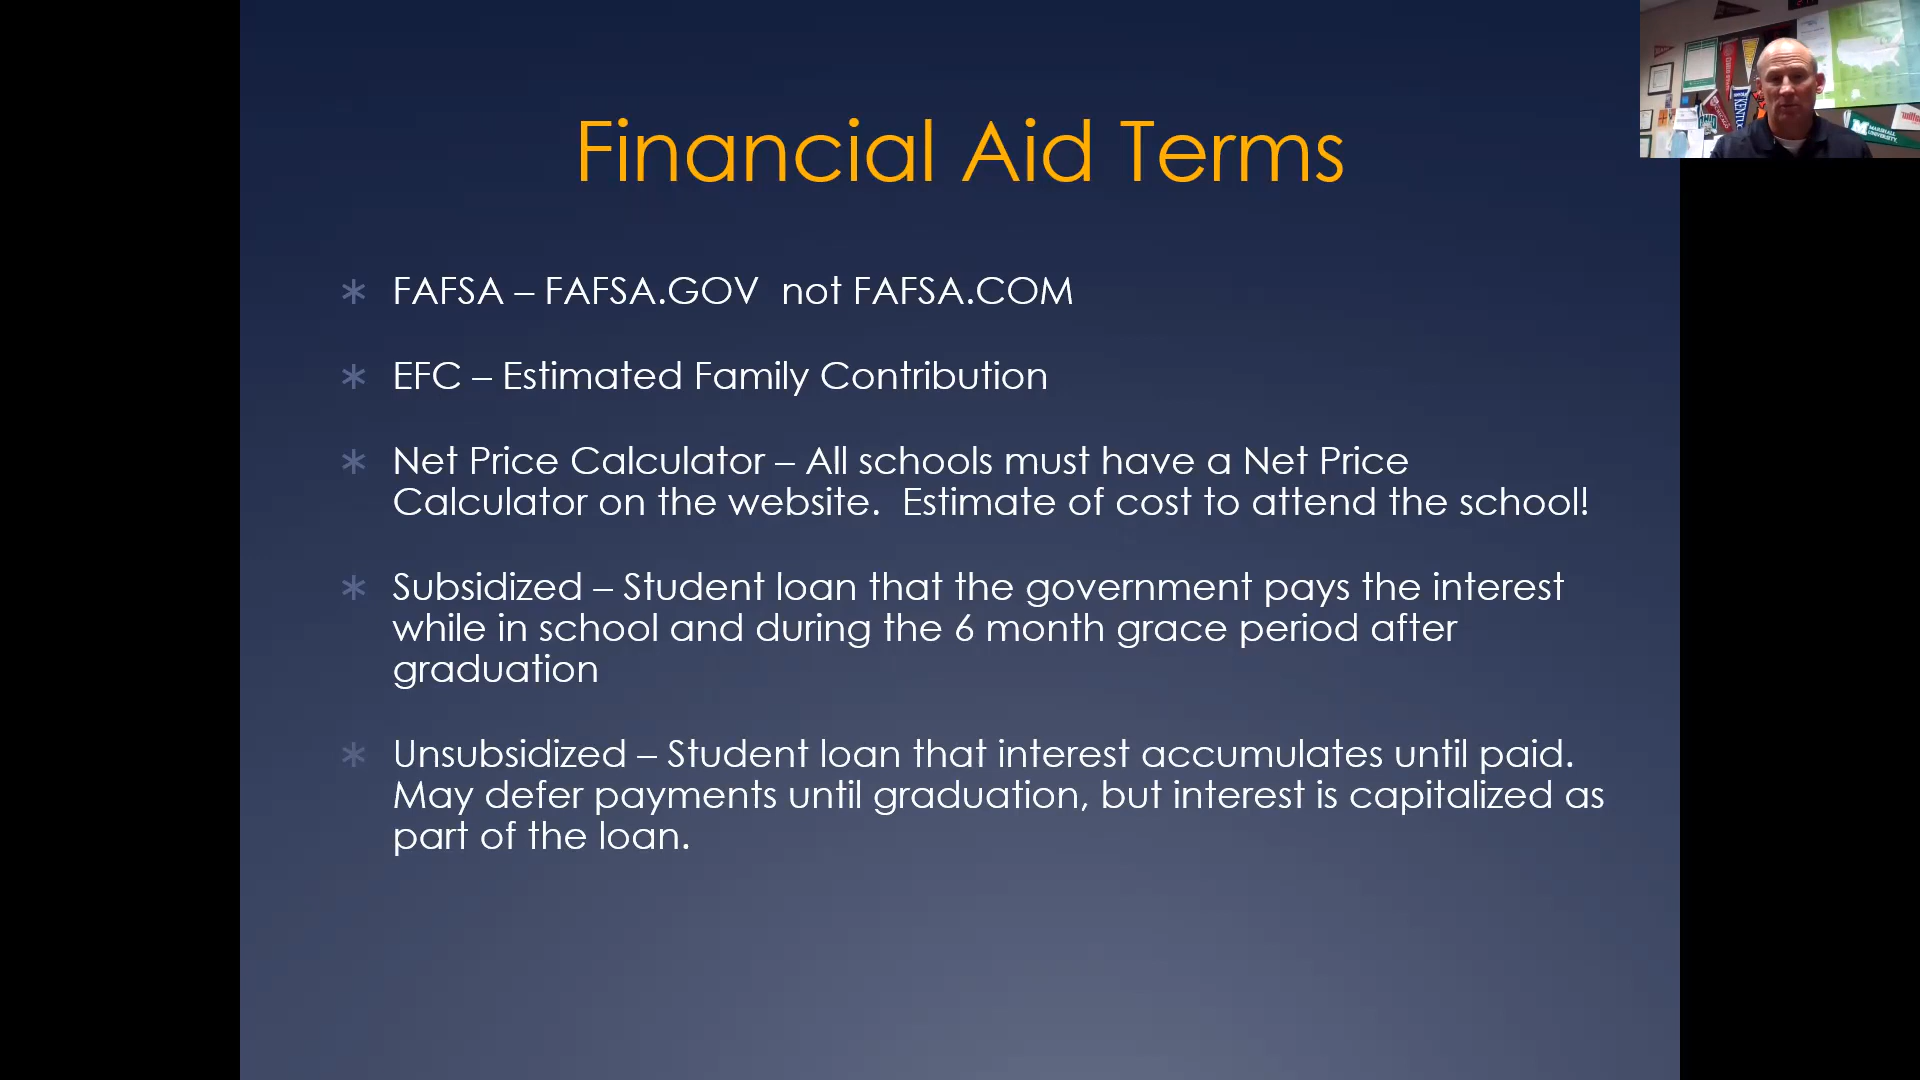 Financial Aid Terms
FAFSA – FAFSA.GOV  not FAFSA.COM
EFC – Estimated Family Contribution
Net Price Calculator – All schools must have a Net Price
Calculator on the website.  Estimate of cost to attend the school!
Subsidized – Student loan that the government pays the interest
while in school and during the 6 month grace period after
graduation
Unsubsidized – Student loan that interest accumulates until paid.
May defer payments until graduation, but interest is capitalized as
part of the loan.
MARSHALL
UNIVERSITY